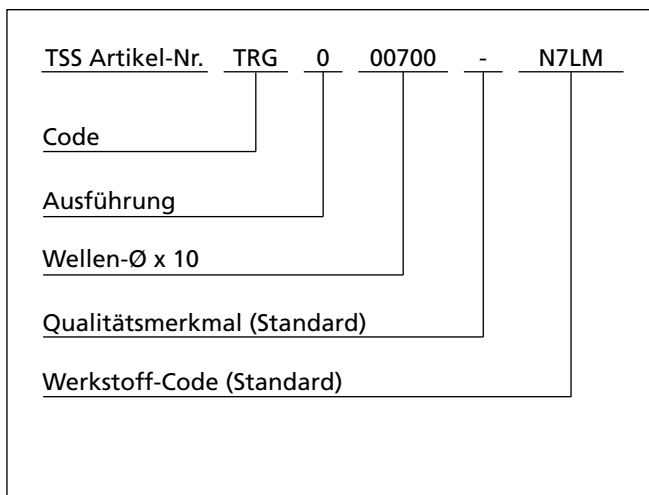 TSS Artikel-Nr. TRG 0 00700 - N7LM
Code
Ausführung
Wellen-Ø x 10
Qualitätsmerkmal (Standard)
Werkstoff-Code (Standard)